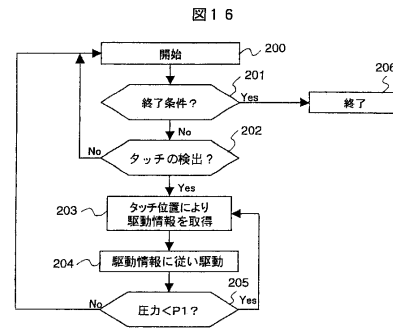 図16
開始
200
201
終了条件?
Yes
206
終了
No
202
タッチの検出?
No
Yes
203
タッチ位置により
駆動情報を取得
204
駆動情報に従い駆動
205
圧力<P1?
No
Yes